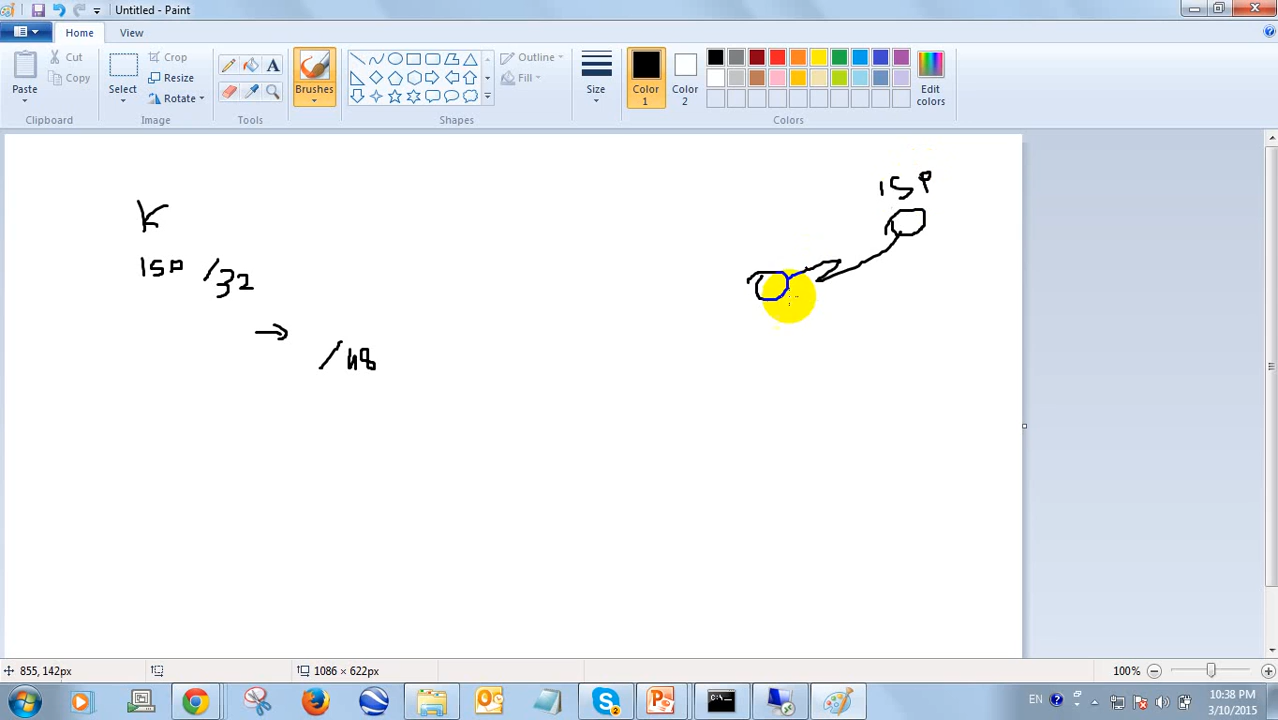 Untitled - Paint
Home
View
Paste
Cut
Copy
Clipboard
Select
Crop
Resize
Rotate
Image
A
Tools
Brushes
Outline
Fill
Shapes
Size
Color 1
Color 2
Edit colors
Colors
ISP
K
ISP /32
/48
855, 142px
1086 × 622px
100%
EN
10:38 PM
3/10/2015